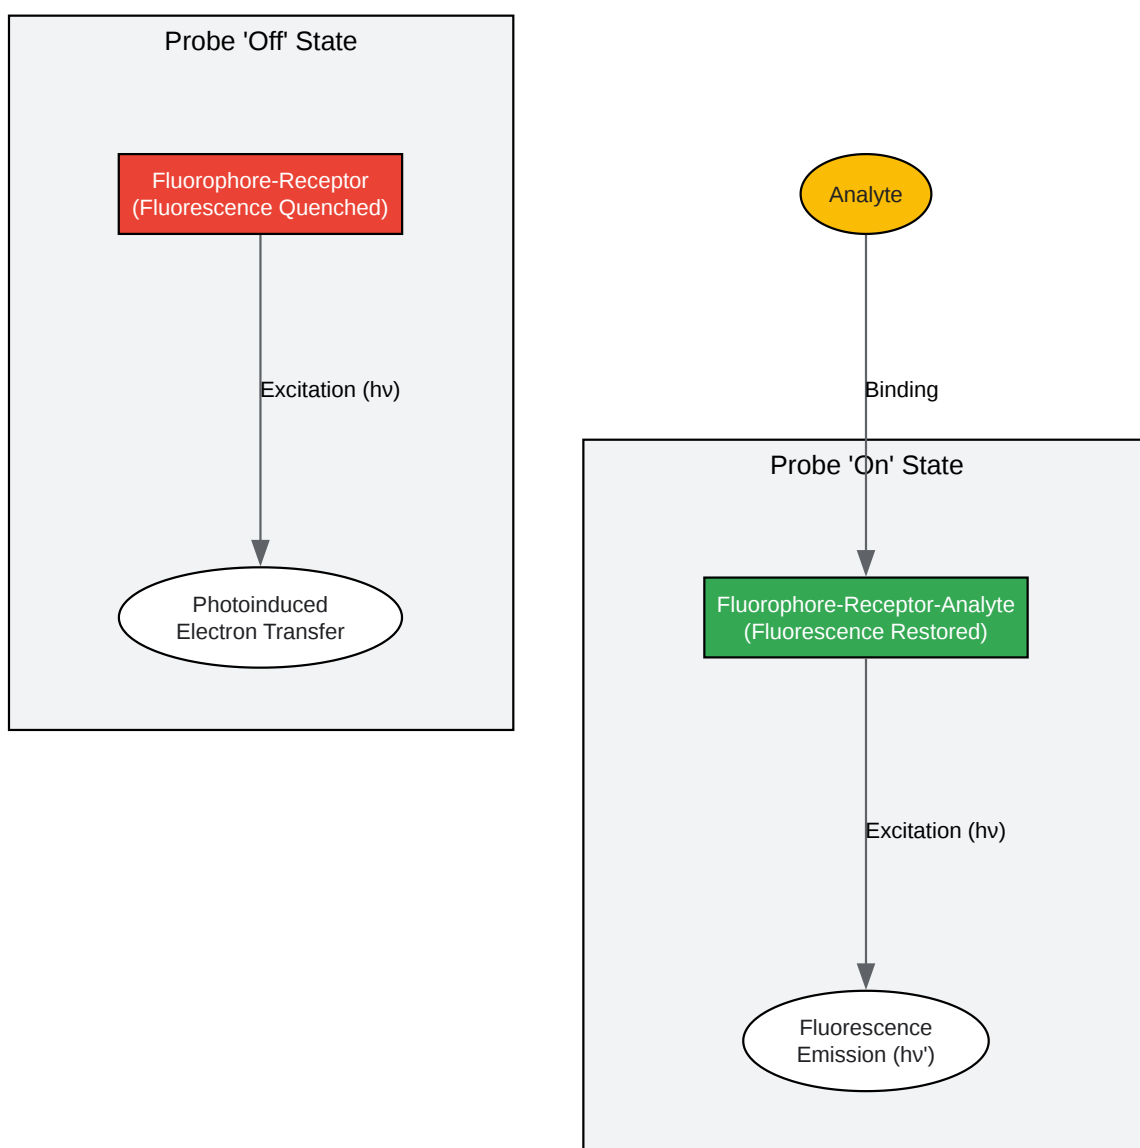 Probe 'Off' State
Fluorophore-Receptor
(Fluorescence Quenched)
Excitation (hν)
Photoinduced
Electron Transfer
Analyte
Binding
Probe 'On' State
Fluorophore-Receptor-Analyte
(Fluorescence Restored)
Excitation (hν)
Fluorescence
Emission (hν')